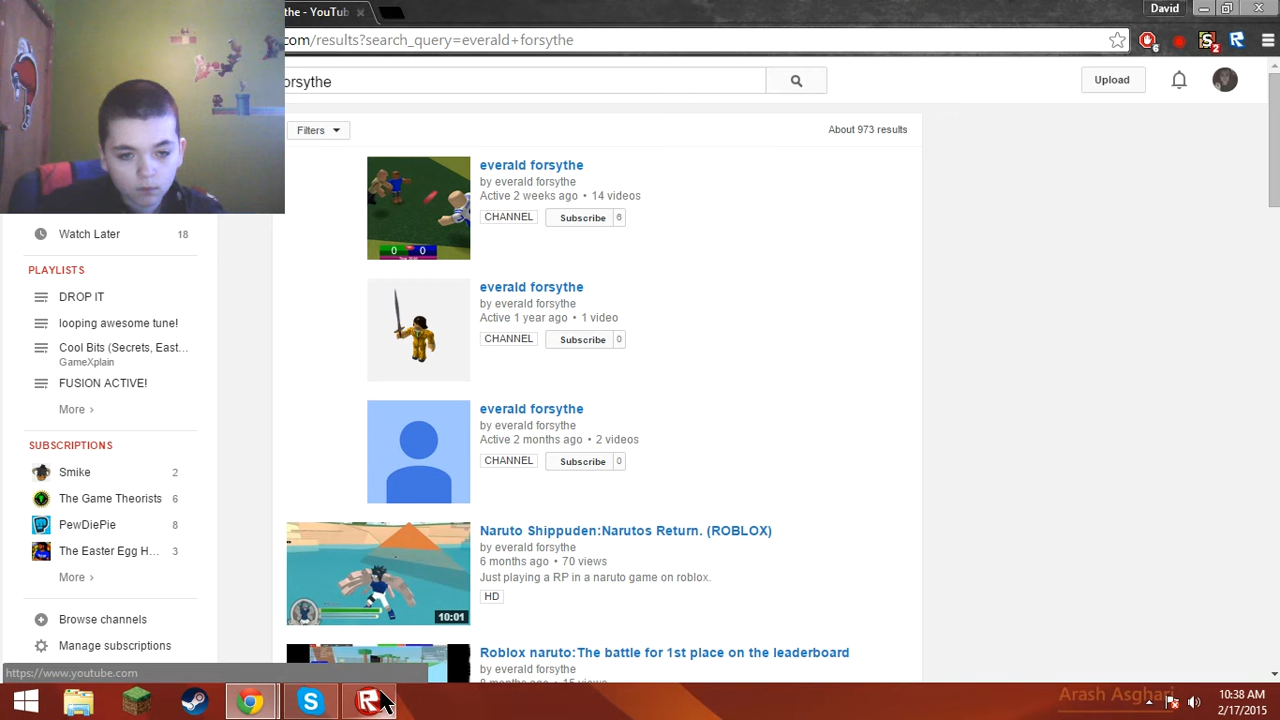 the - YouTub
David
com/results?search_query=everald+forsythe
6
2
orsythe
Upload
Filters
About 973 results
everald forsythe
by everald forsythe
Active 2 weeks ago • 14 videos
CHANNEL Subscribe 6
0 0
Watch Later 18
PLAYLISTS
DROP IT
looping awesome tune!
Cool Bits (Secrets, East...
GameXplain
FUSION ACTIVE!
More ›
everald forsythe
by everald forsythe
Active 1 year ago • 1 video
CHANNEL Subscribe 0
SUBSCRIPTIONS
Smike 2
The Game Theorists 6
PewDiePie 8
The Easter Egg H... 3
More ›
everald forsythe
by everald forsythe
Active 2 months ago • 2 videos
CHANNEL Subscribe 0
Naruto Shippuden:Narutos Return. (ROBLOX)
by everald forsythe
6 months ago • 70 views
Just playing a RP in a naruto game on roblox.
HD
10:01
Browse channels
Manage subscriptions
Roblox naruto:The battle for 1st place on the leaderboard
by everald forsythe
https://www.youtube.com
Arash Asghari
10:38 AM
2/17/2015